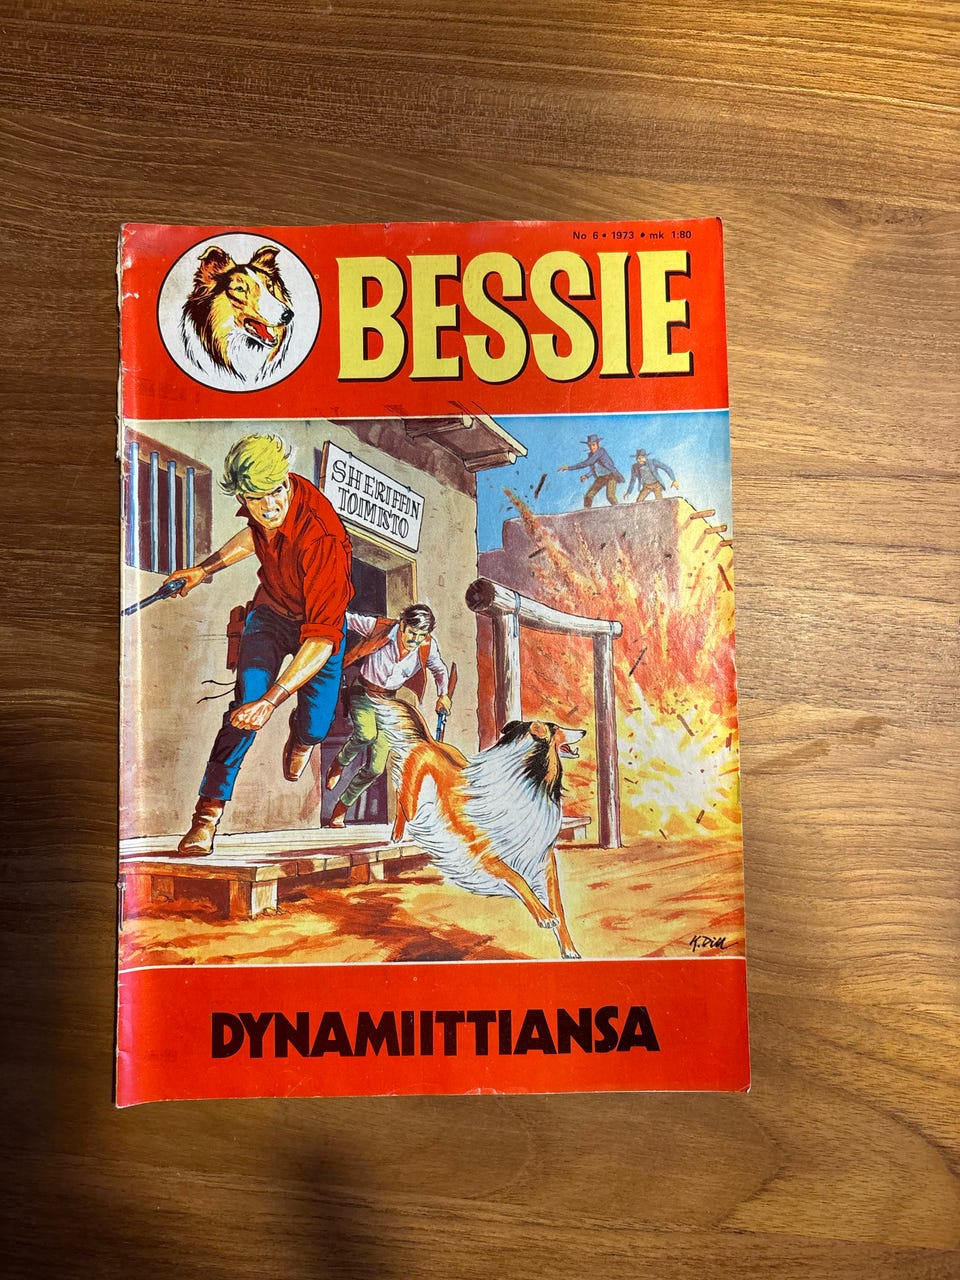 No 6 • 1973 • mk 1:80
BESSIE
SHERIFFIN
TOIMISTO
K. Dill
DYNAMIITTIANSA